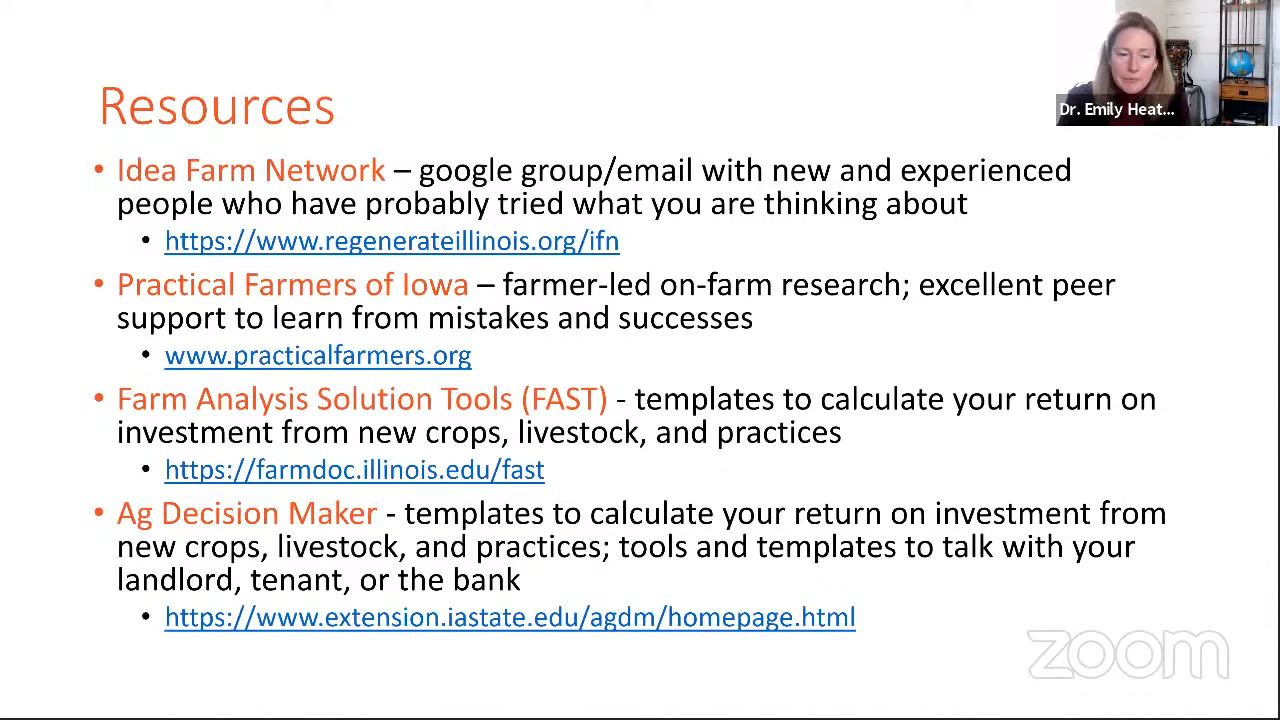 Dr. Emily Heat...
Resources
• Idea Farm Network – google group/email with new and experienced
people who have probably tried what you are thinking about
• https://www.regenerateillinois.org/ifn
• Practical Farmers of Iowa – farmer-led on-farm research; excellent peer
support to learn from mistakes and successes
• www.practicalfarmers.org
• Farm Analysis Solution Tools (FAST) - templates to calculate your return on
investment from new crops, livestock, and practices
• https://farmdoc.illinois.edu/fast
• Ag Decision Maker - templates to calculate your return on investment from
new crops, livestock, and practices; tools and templates to talk with your
landlord, tenant, or the bank
• https://www.extension.iastate.edu/agdm/homepage.html
zoom